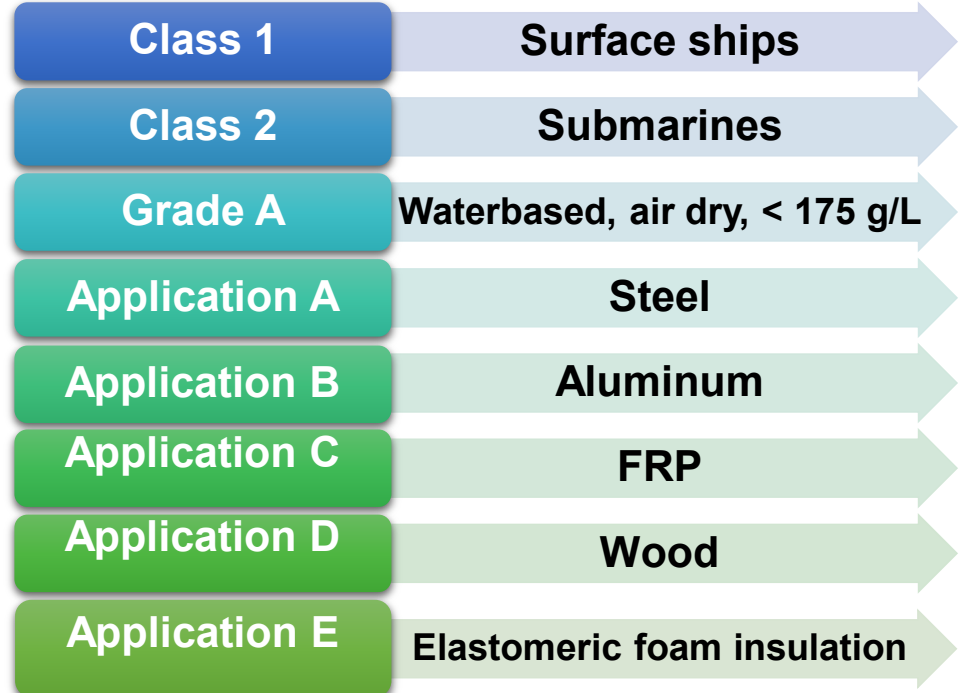 Class 1 Surface ships
Class 2 Submarines
Grade A Waterbased, air dry, < 175 g/L
Application A Steel
Application B Aluminum
Application C FRP
Application D Wood
Application E Elastomeric foam insulation